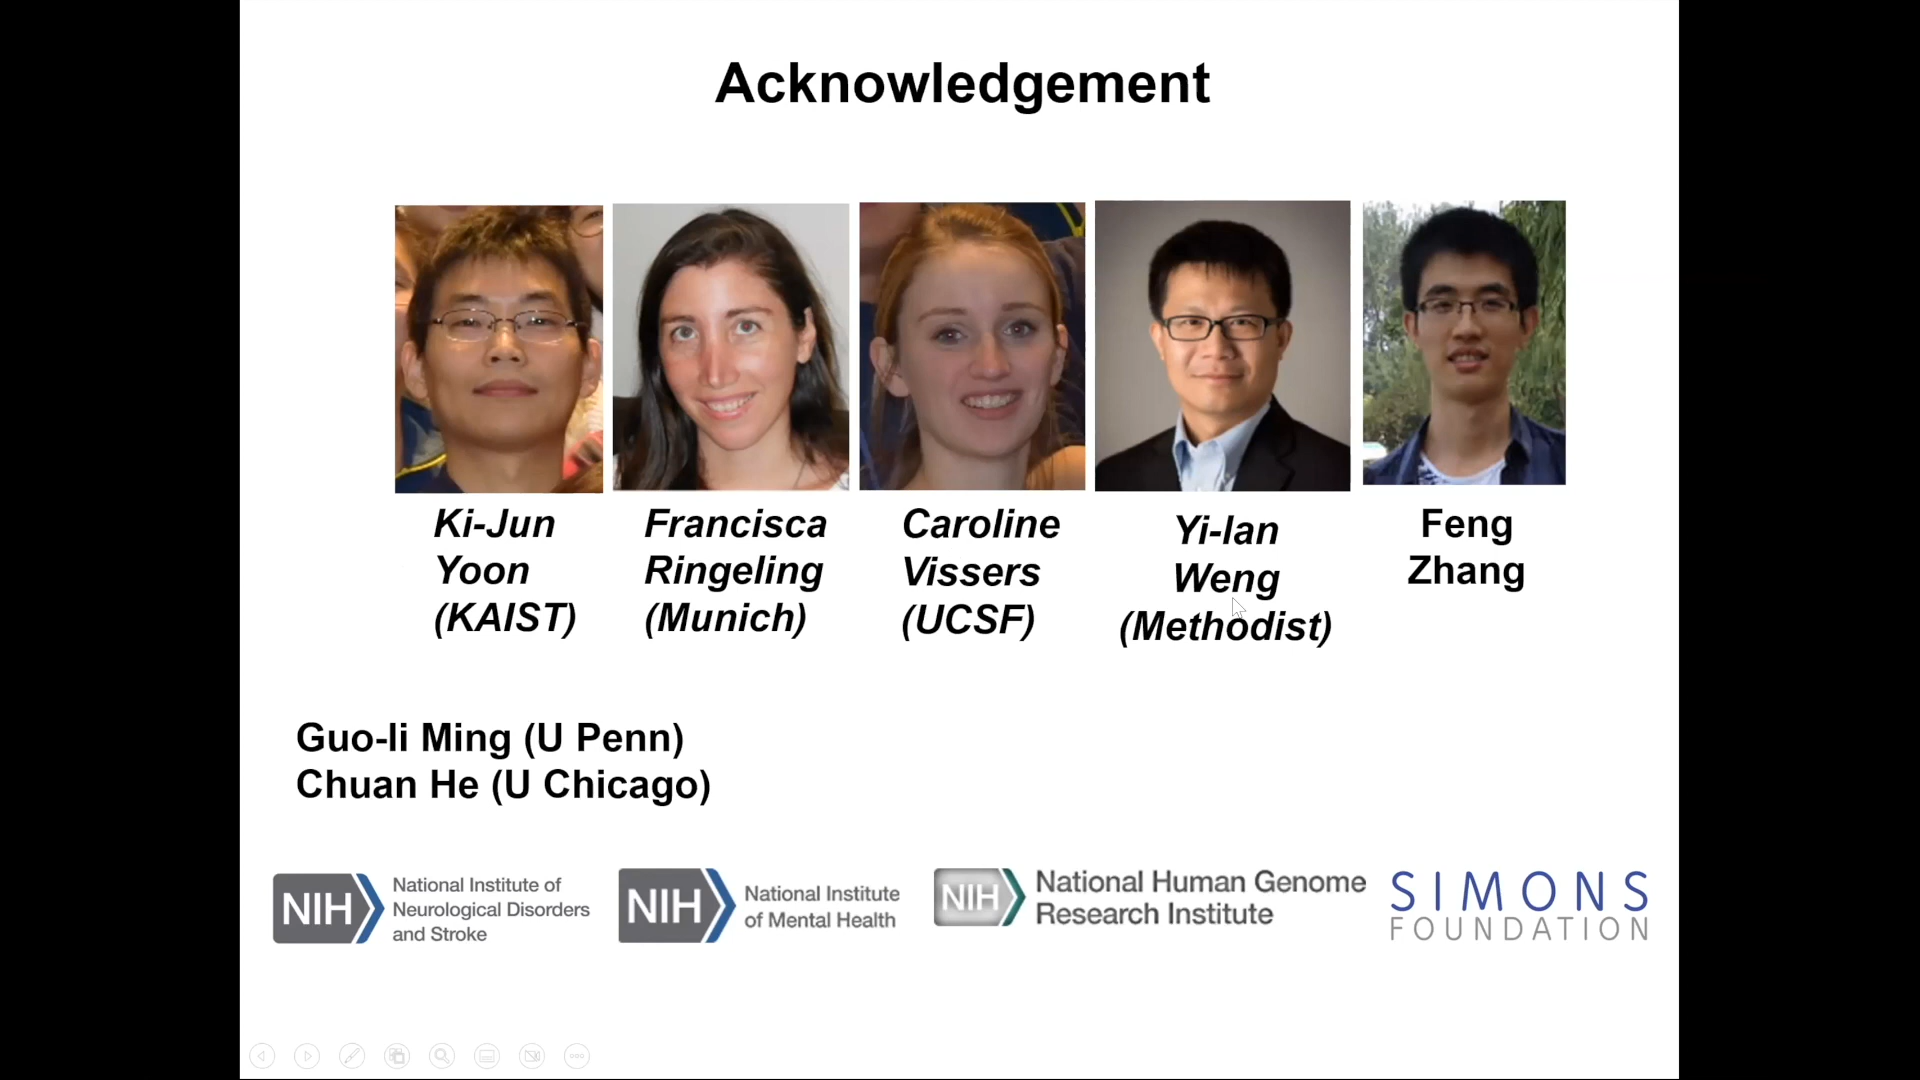 Acknowledgement
Ki-Jun
Yoon
(KAIST)
Francisca
Ringeling
(Munich)
Caroline
Vissers
(UCSF)
Yi-lan
Weng
(Methodist)
Feng
Zhang
Guo-li Ming (U Penn)
Chuan He (U Chicago)
NIH
National Institute of
Neurological Disorders
and Stroke
NIH
National Institute
of Mental Health
NIH
National Human Genome
Research Institute
SIMONS
FOUNDATION